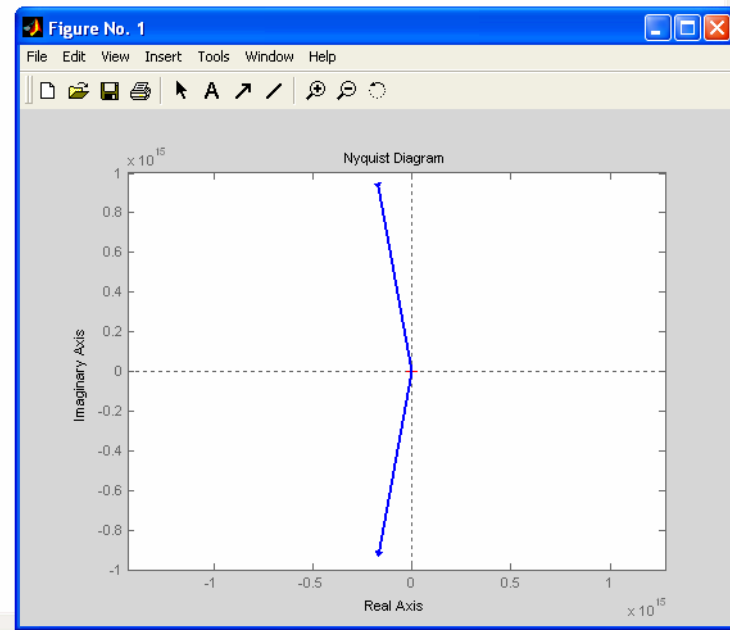 Figure No. 1
File Edit View Insert Tools Window Help
x 10^15
Nyquist Diagram
1
0.8
0.6
0.4
0.2
0
-0.2
-0.4
-0.6
-0.8
-1
Imaginary Axis
-1 -0.5 0 0.5 1
Real Axis
x 10^15